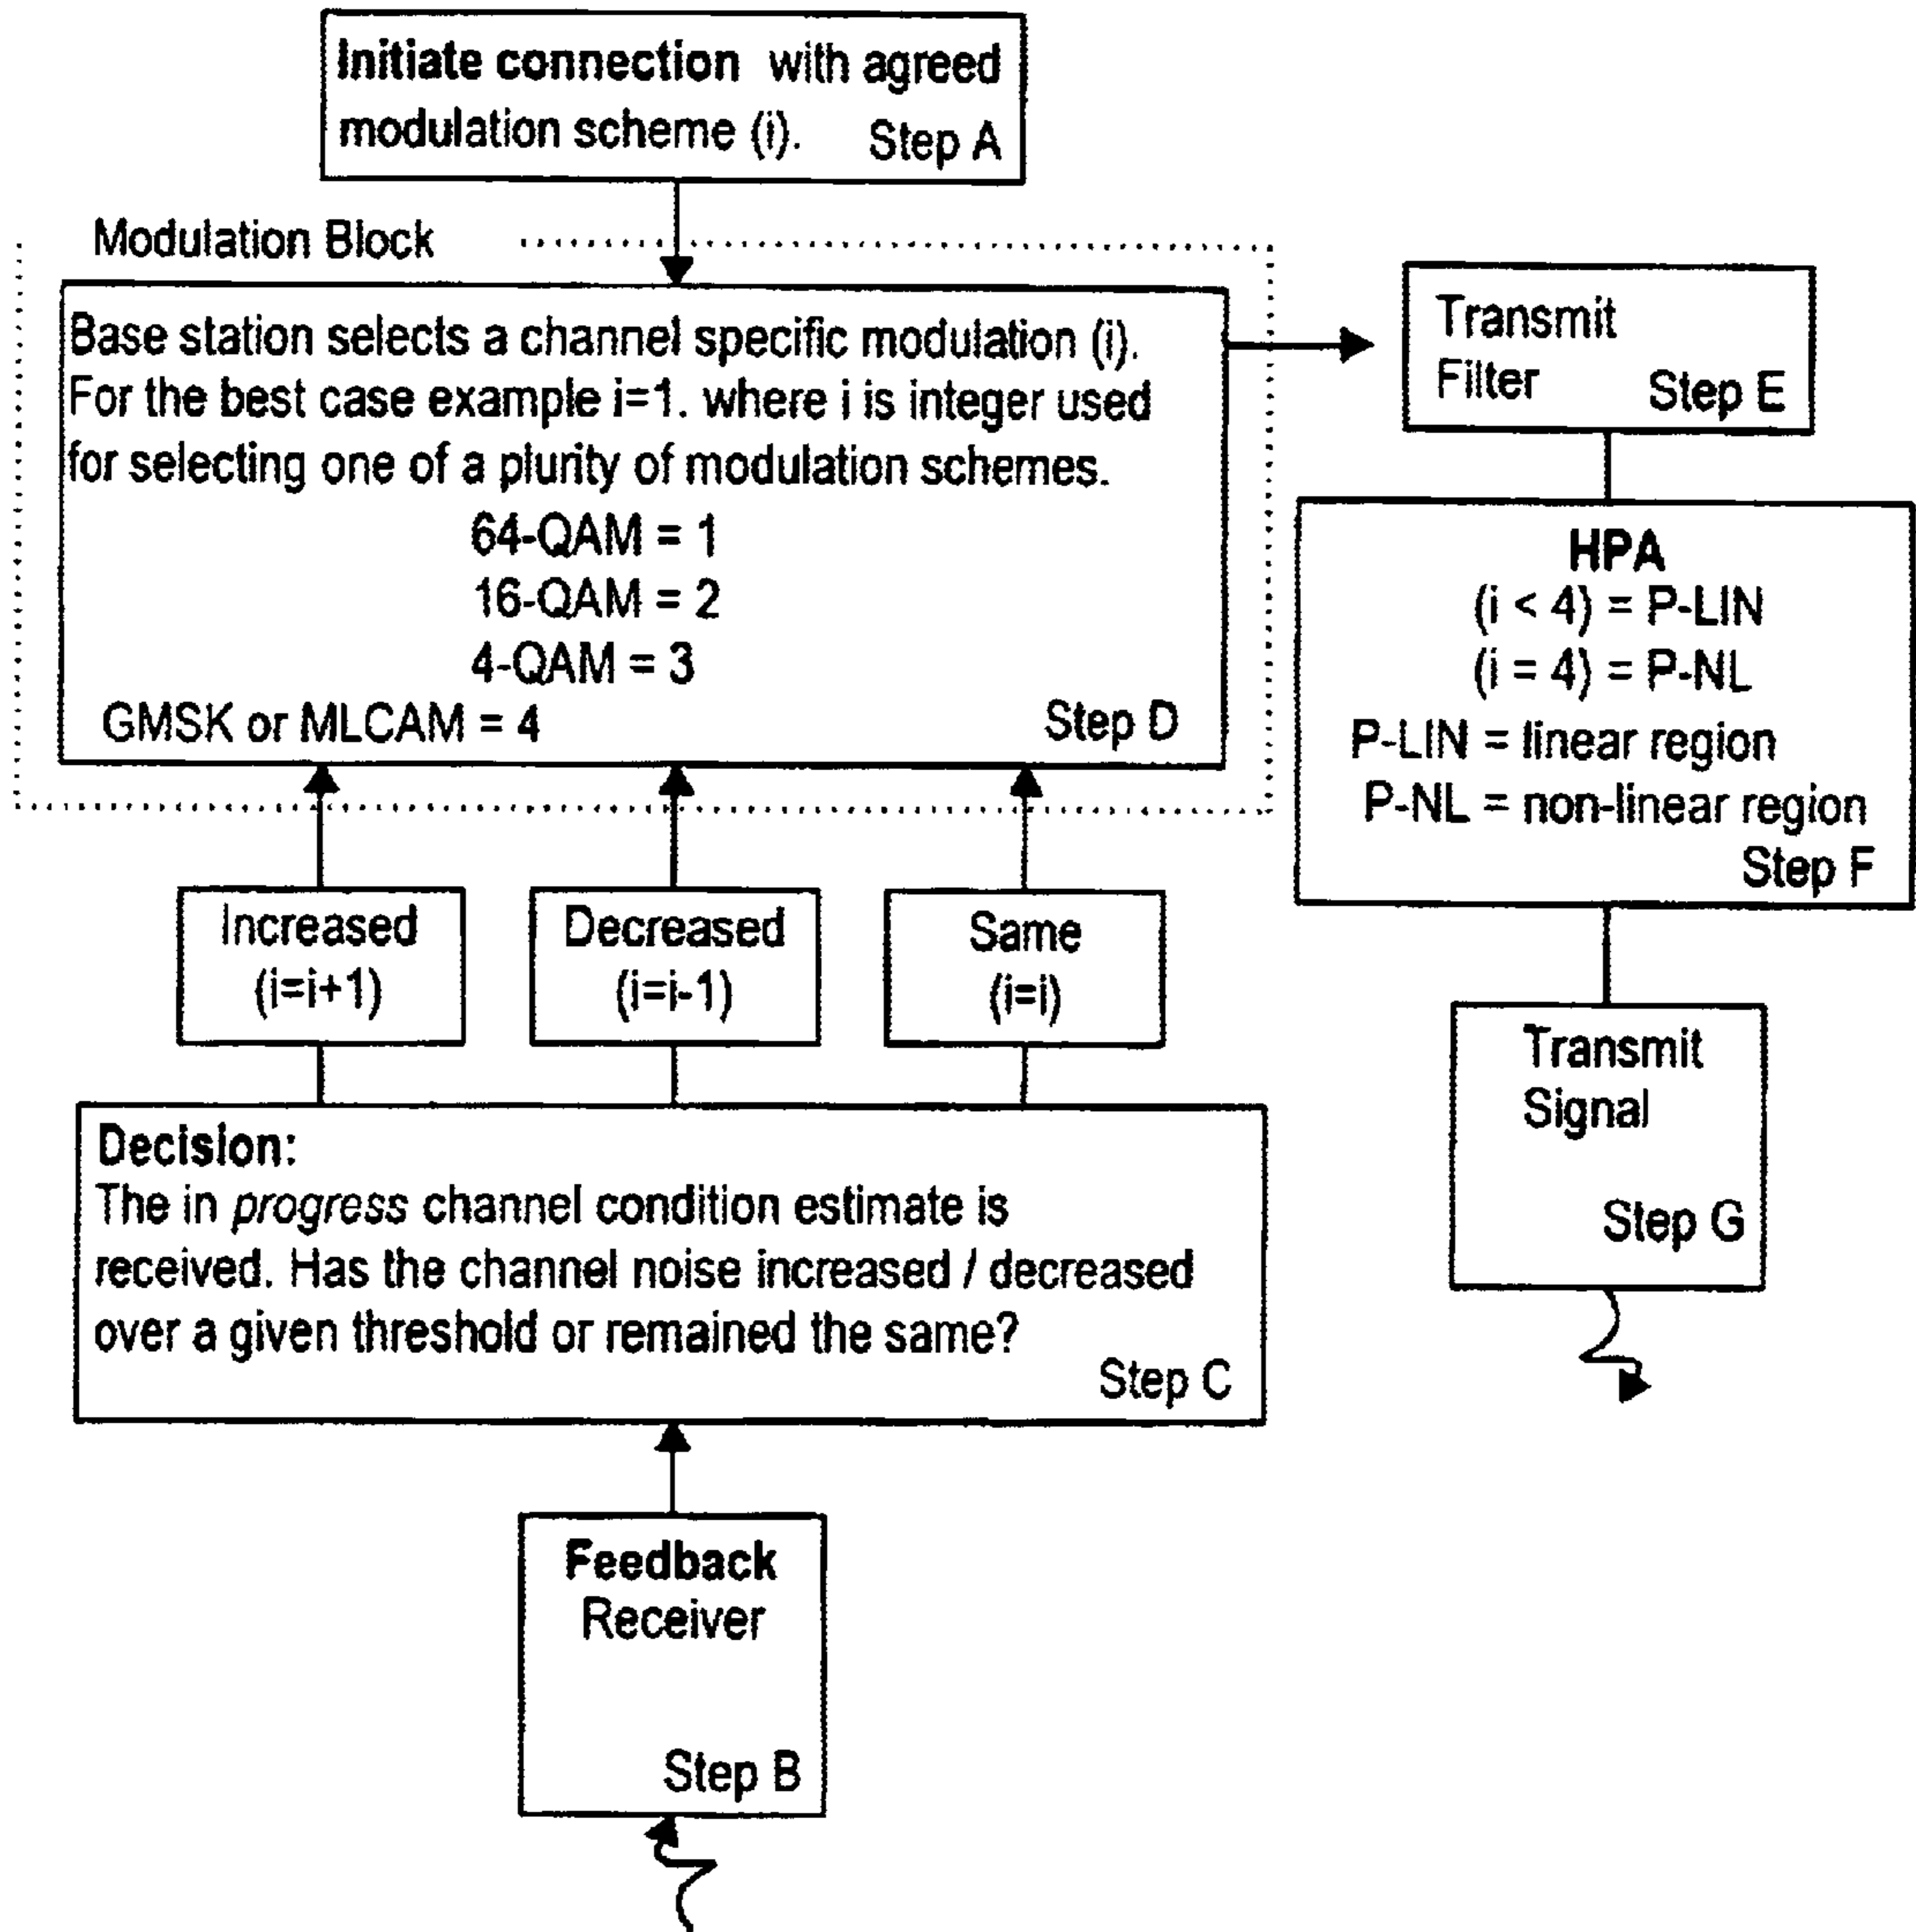 Initiate connection with agreed
modulation scheme (i).
Step A
Modulation Block
Base station selects a channel specific modulation (i).
For the best case example i=1. where i is integer used
for selecting one of a plurity of modulation schemes.
64-QAM = 1
16-QAM = 2
4-QAM = 3
GMSK or MLCAM = 4
Step D
Transmit
Filter
Step E
HPA
(i < 4) = P-LIN
(i = 4) = P-NL
P-LIN = linear region
P-NL = non-linear region
Step F
Increased
(i=i+1)
Decreased
(i=i-1)
Same
(i=i)
Transmit
Signal
Step G
Decision:
The in progress channel condition estimate is
received. Has the channel noise increased / decreased
over a given threshold or remained the same?
Step C
Feedback
Receiver
Step B